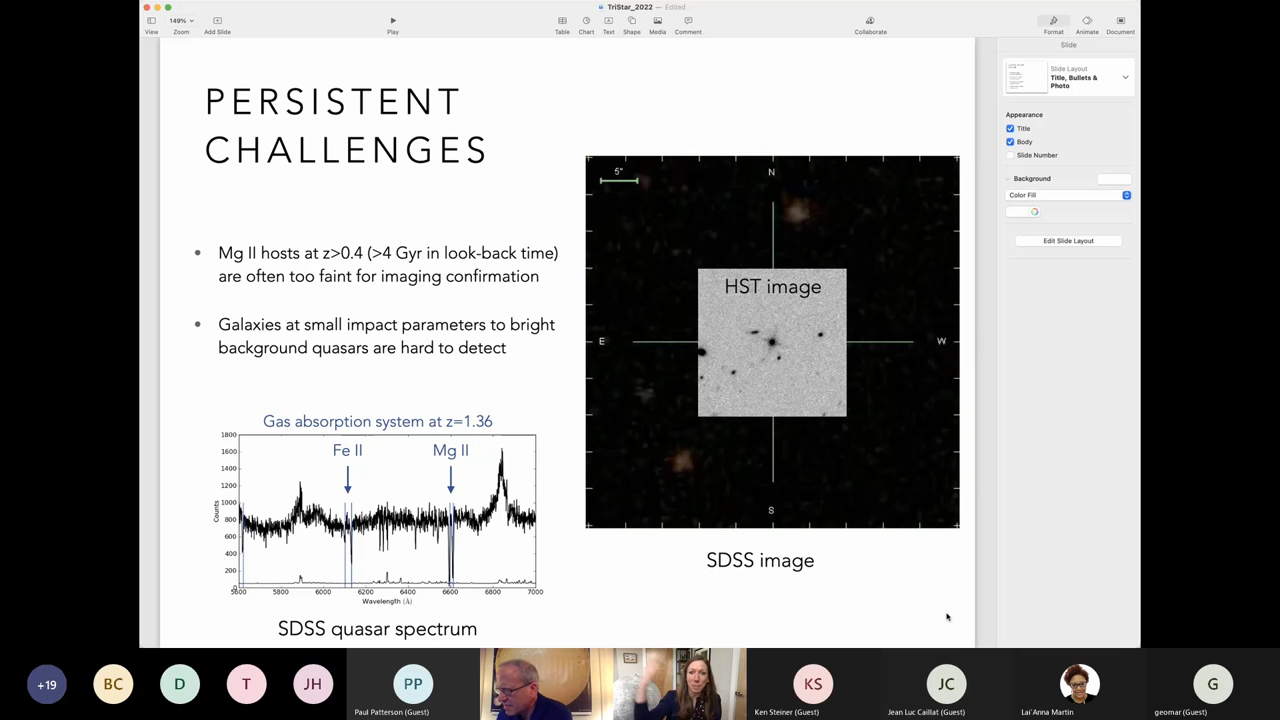 TriStar_2022 — Edited
149%
View
Zoom
Add Slide
Play
Table
Chart
Text
Shape
Media
Comment
Collaborate
Format
Animate
Document
Slide
Slide Layout
Title, Bullets &
Photo
Appearance
Title
Body
Slide Number
Background
Color Fill
Edit Slide Layout
PERSISTENT
CHALLENGES
• Mg II hosts at z>0.4 (>4 Gyr in look-back time)
are often too faint for imaging confirmation
• Galaxies at small impact parameters to bright
background quasars are hard to detect
Gas absorption system at z=1.36
Fe II
Mg II
1800
1600
1400
1200
1000
800
600
400
200
0
Counts
5600
5800
6000
6200
6400
6600
6800
7000
Wavelength (Å)
SDSS quasar spectrum
5"
N
E
W
S
HST image
SDSS image
+19
BC
D
T
JH
PP
Paul Patterson (Guest)
KS
Ken Steiner (Guest)
JC
Jean Luc Caillat (Guest)
Lai'Anna Martin
G
geomar (Guest)